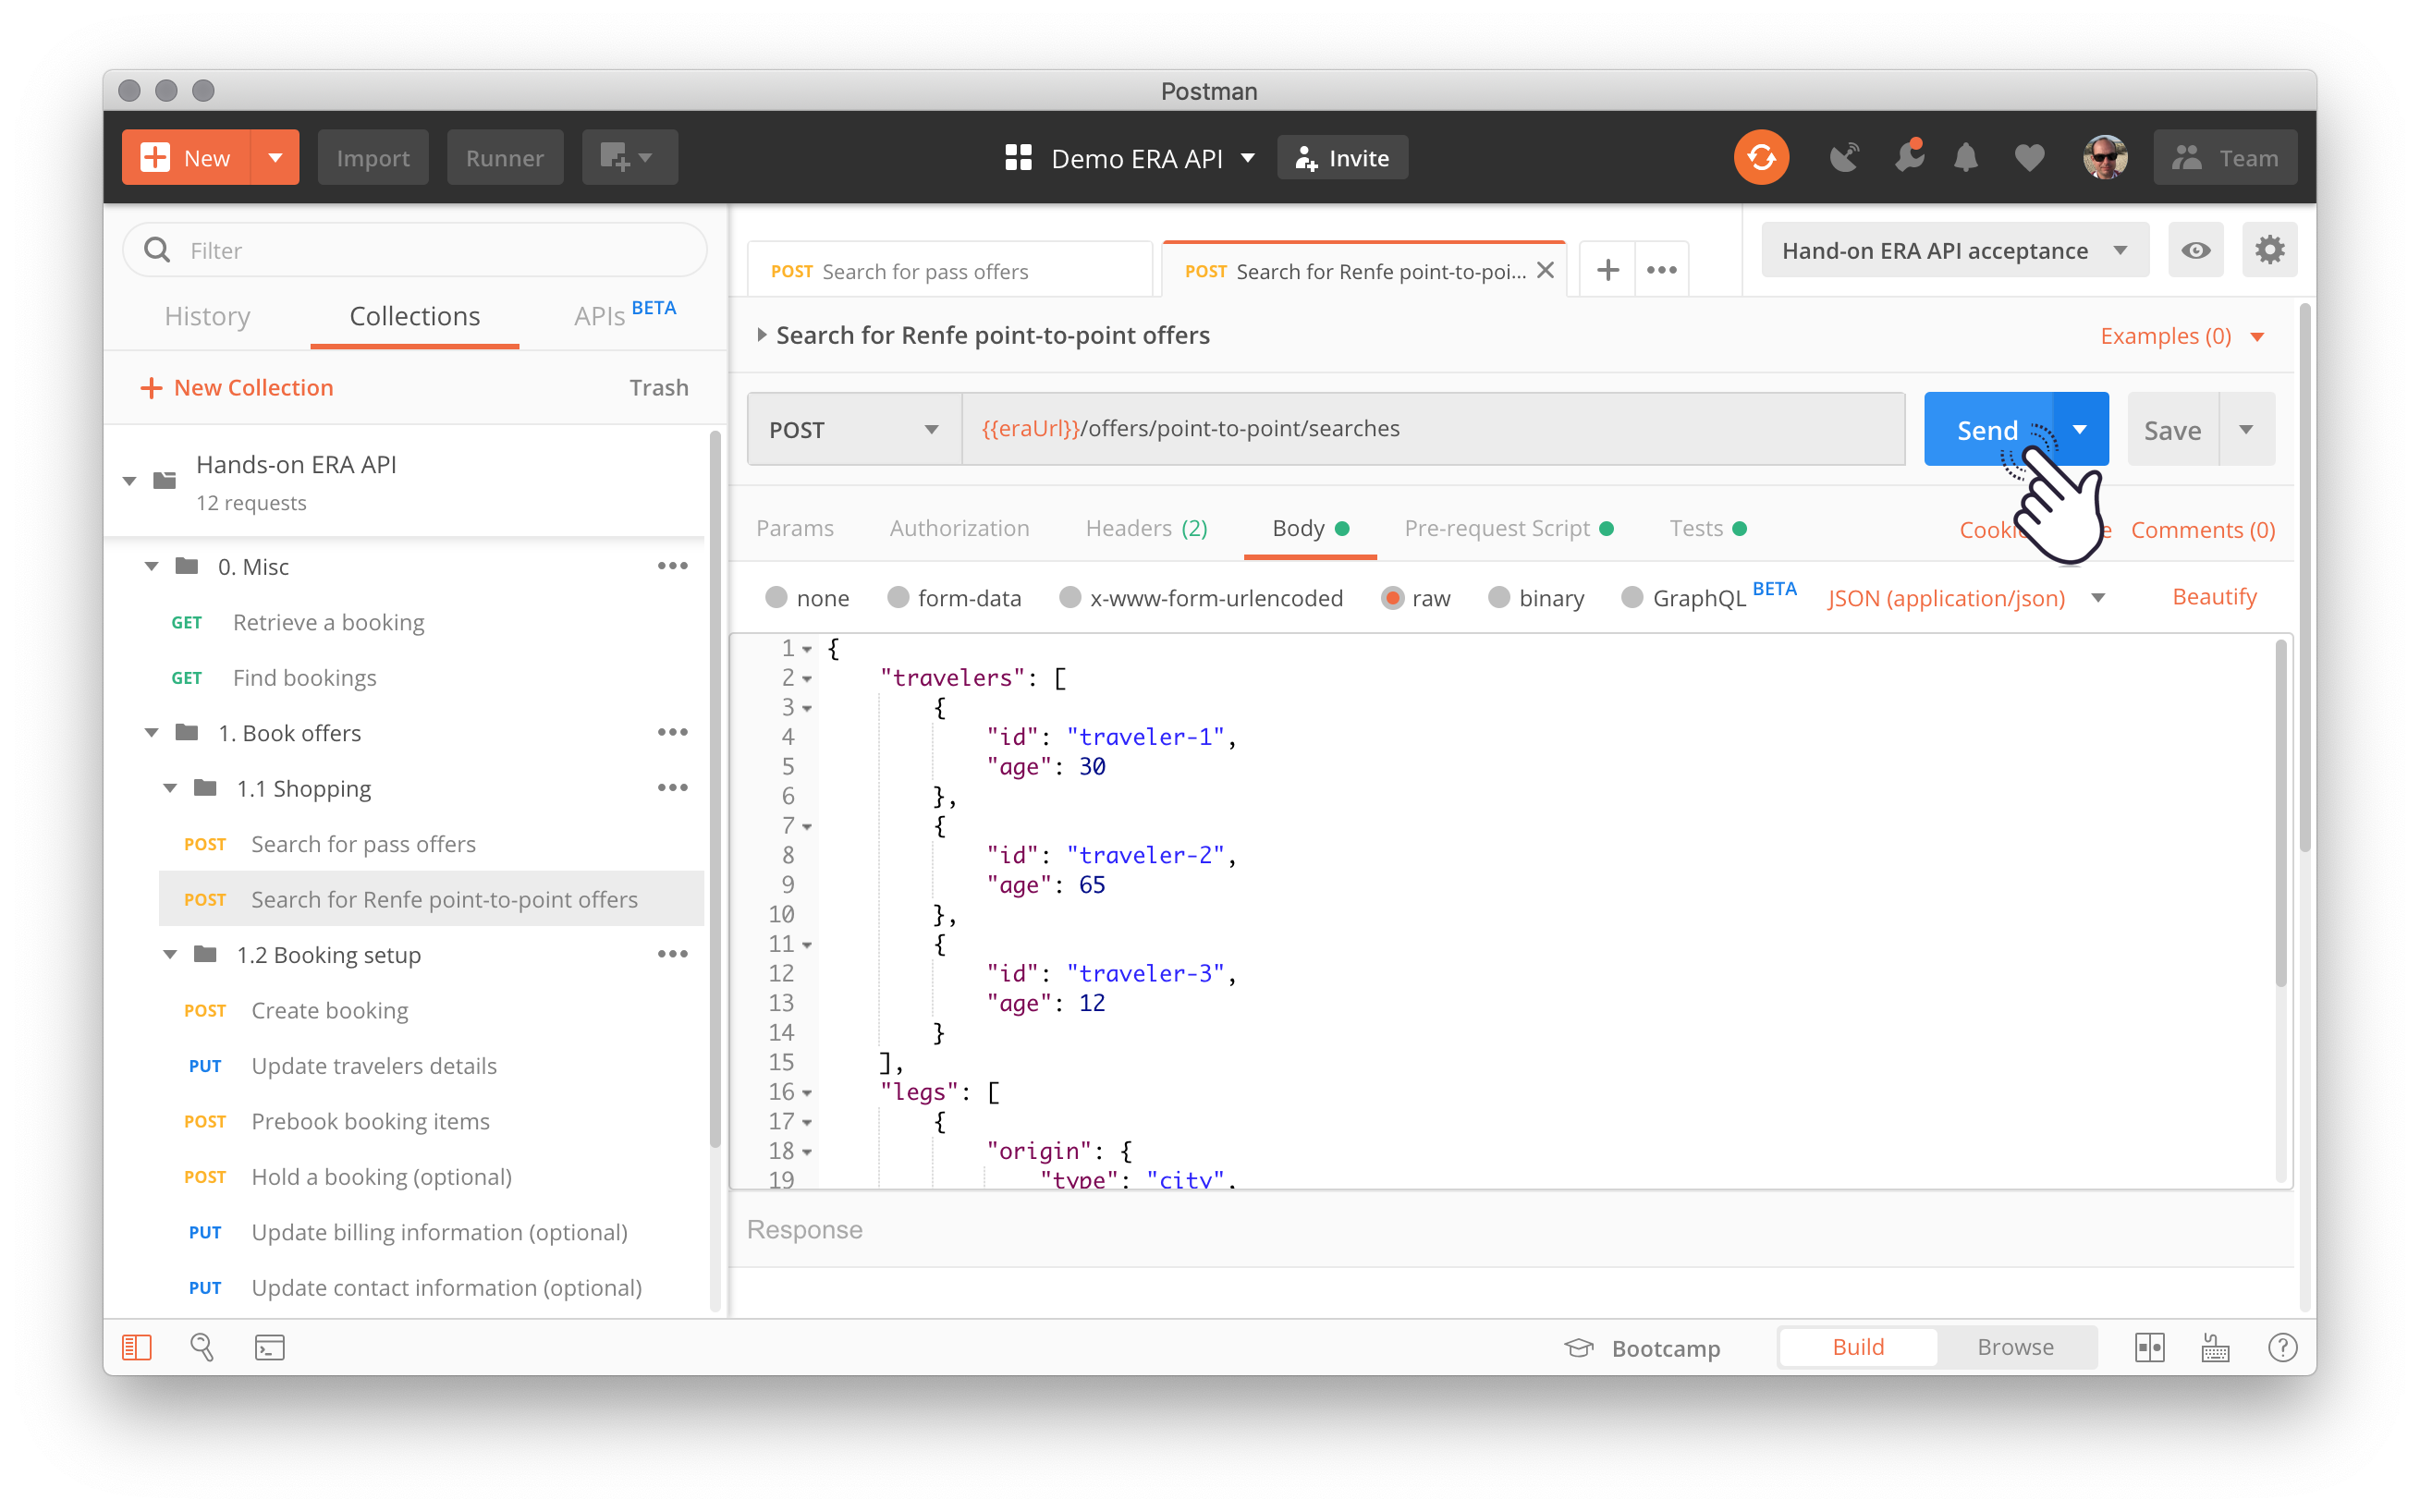 Postman
New
Import
Runner
Demo ERA API
Invite
Team
Filter
History
Collections
APIs BETA
New Collection
Trash
Hands-on ERA API
12 requests
0. Misc
GET Retrieve a booking
GET Find bookings
1. Book offers
1.1 Shopping
POST Search for pass offers
POST Search for Renfe point-to-point offers
1.2 Booking setup
POST Create booking
PUT Update travelers details
POST Prebook booking items
POST Hold a booking (optional)
PUT Update billing information (optional)
PUT Update contact information (optional)
POST Search for pass offers
POST Search for Renfe point-to-poi...
Hand-on ERA API acceptance
Search for Renfe point-to-point offers
Examples (0)
POST
{{eraUrl}}/offers/point-to-point/searches
Send
Save
Params
Authorization
Headers (2)
Body
Pre-request Script
Tests
Comments (0)
none
form-data
x-www-form-urlencoded
raw
binary
GraphQL BETA
JSON (application/json)
Beautify
1 {
2 "travelers": [
3 {
4 "id": "traveler-1",
5 "age": 30
6 },
7 {
8 "id": "traveler-2",
9 "age": 65
10 },
11 {
12 "id": "traveler-3",
13 "age": 12
14 }
15 ],
16 "legs": [
17 {
18 "origin": {
19 "type": "city",
Response
Bootcamp
Build
Browse